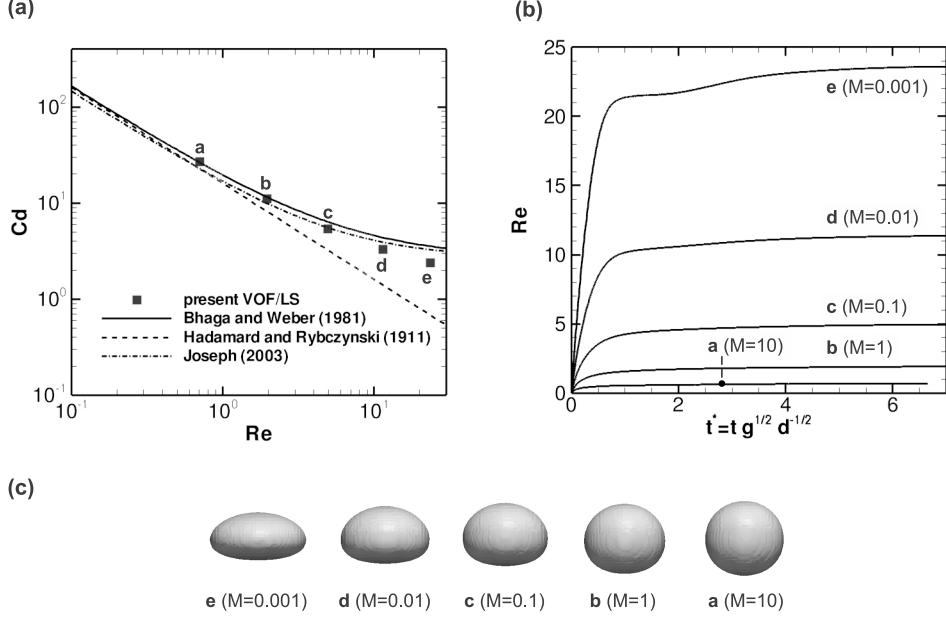 (a)
10²
10¹
10⁰
10⁻¹
Cd
a
b
c
d
e
present VOF/LS
Bhaga and Weber (1981)
Hadamard and Rybczynski (1911)
Joseph (2003)
10⁻¹
10⁰
10¹
Re
(b)
25
20
15
10
5
0
Re
e (M=0.001)
d (M=0.01)
c (M=0.1)
a (M=10)
b (M=1)
0
2
4
6
t*=t g¹/² d⁻¹/²
(c)
e (M=0.001)
d (M=0.01)
c (M=0.1)
b (M=1)
a (M=10)